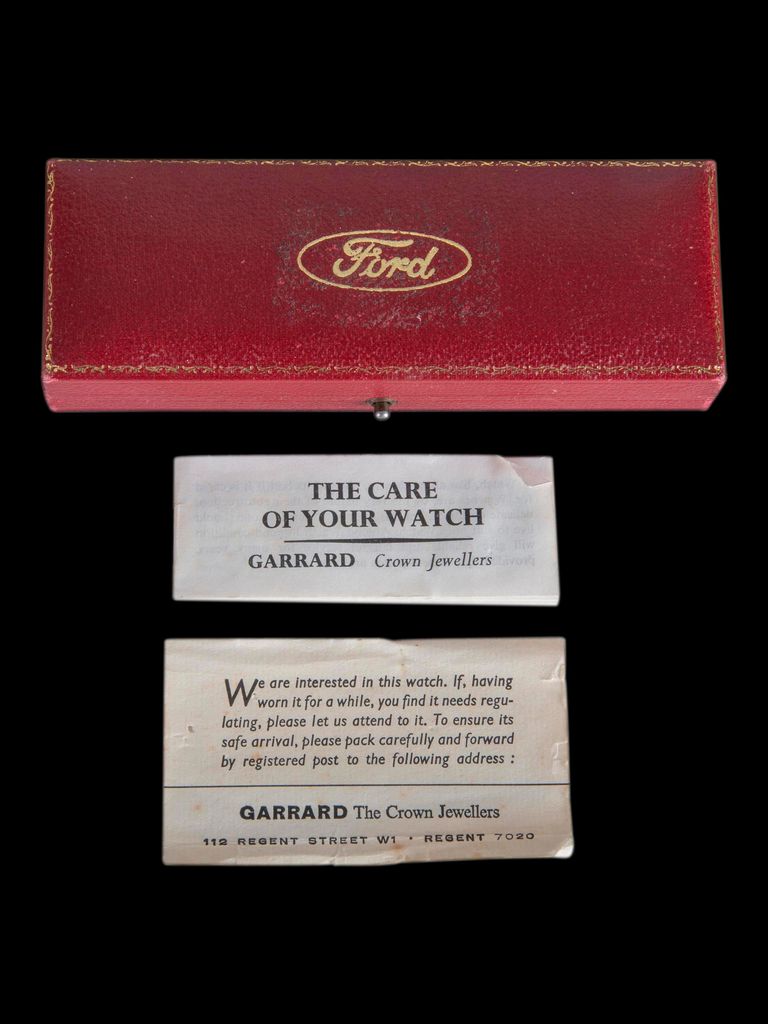 Ford
THE CARE
OF YOUR WATCH
GARRARD Crown Jewellers
We are interested in this watch. If, having
worn it for a while, you find it needs regu-
lating, please let us attend to it. To ensure its
safe arrival, please pack carefully and forward
by registered post to the following address :
GARRARD The Crown Jewellers
112 REGENT STREET W1 · REGENT 7020